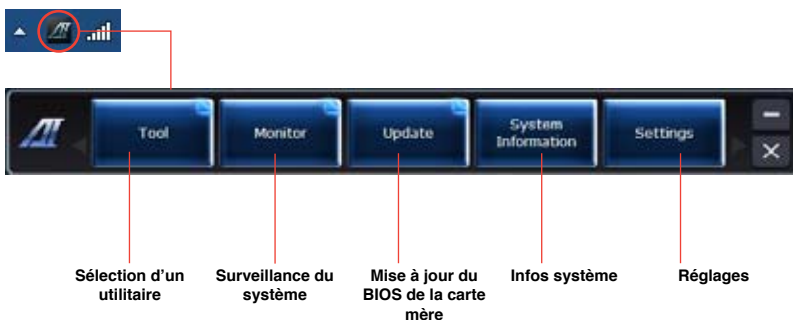 Tool
Monitor
Update
System
Information
Settings
Sélection d'un
utilitaire
Surveillance du
système
Mise à jour du
BIOS de la carte
mère
Infos système
Réglages